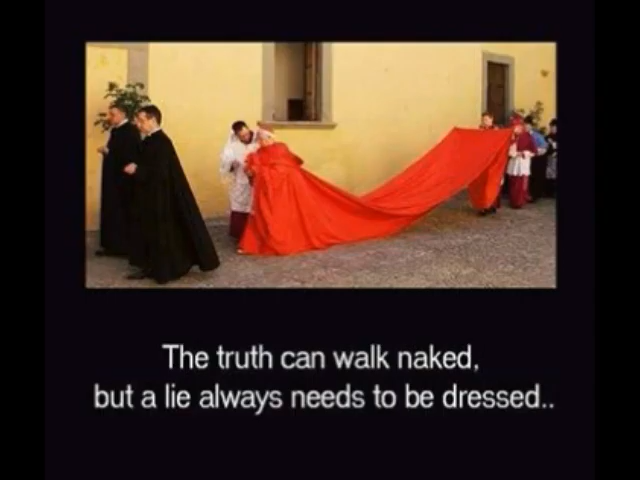 The truth can walk naked,
but a lie always needs to be dressed..